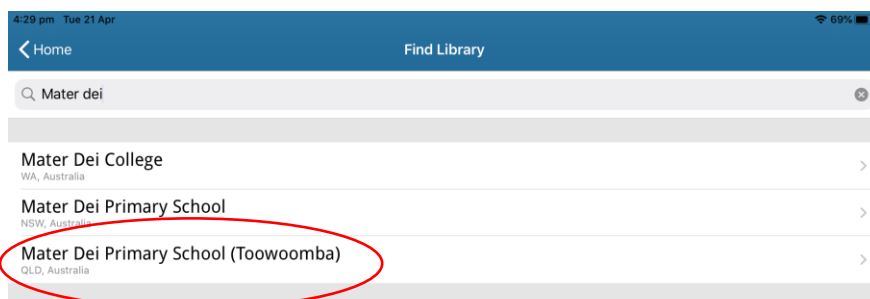 4:29 pm Tue 21 Apr 69%
Home Find Library
Mater dei
Mater Dei College
WA, Australia
Mater Dei Primary School
NSW, Australia
Mater Dei Primary School (Toowoomba)
QLD, Australia